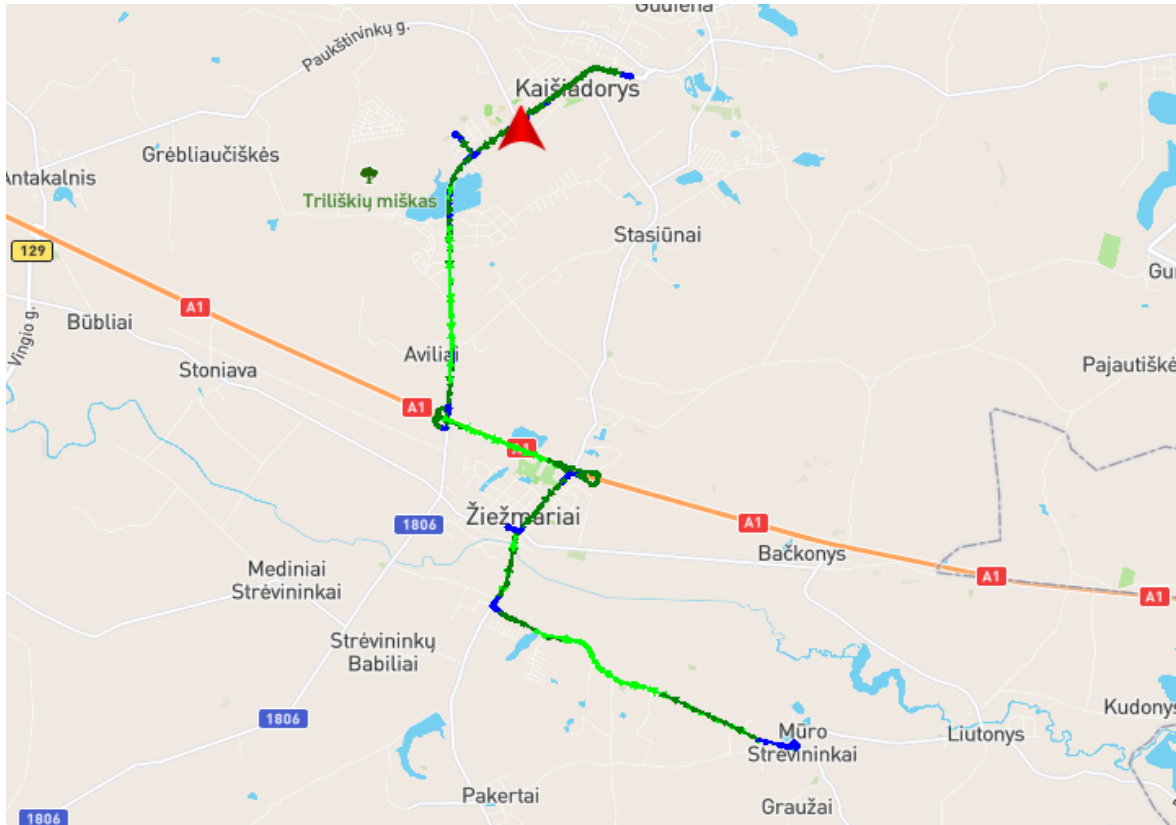 Gudiena
Paukštininkų g.
Kaišiadorys
Grėbliaučiškės
Antakalnis
Triliškių miškas
129
Stasiūnai
Gu
A1
Būbliai
Vingio g.
Aviliai
Stoniava
Pajautiškė
A1
A1
Žiežmariai
1806
A1
Bačkonys
Mediniai
Strėvininkai
A1
A1
Strėvininkų
Babiliai
1806
Mūro
Strėvininkai
Liutonys
Kudonys
Pakertai
Graužai
1806